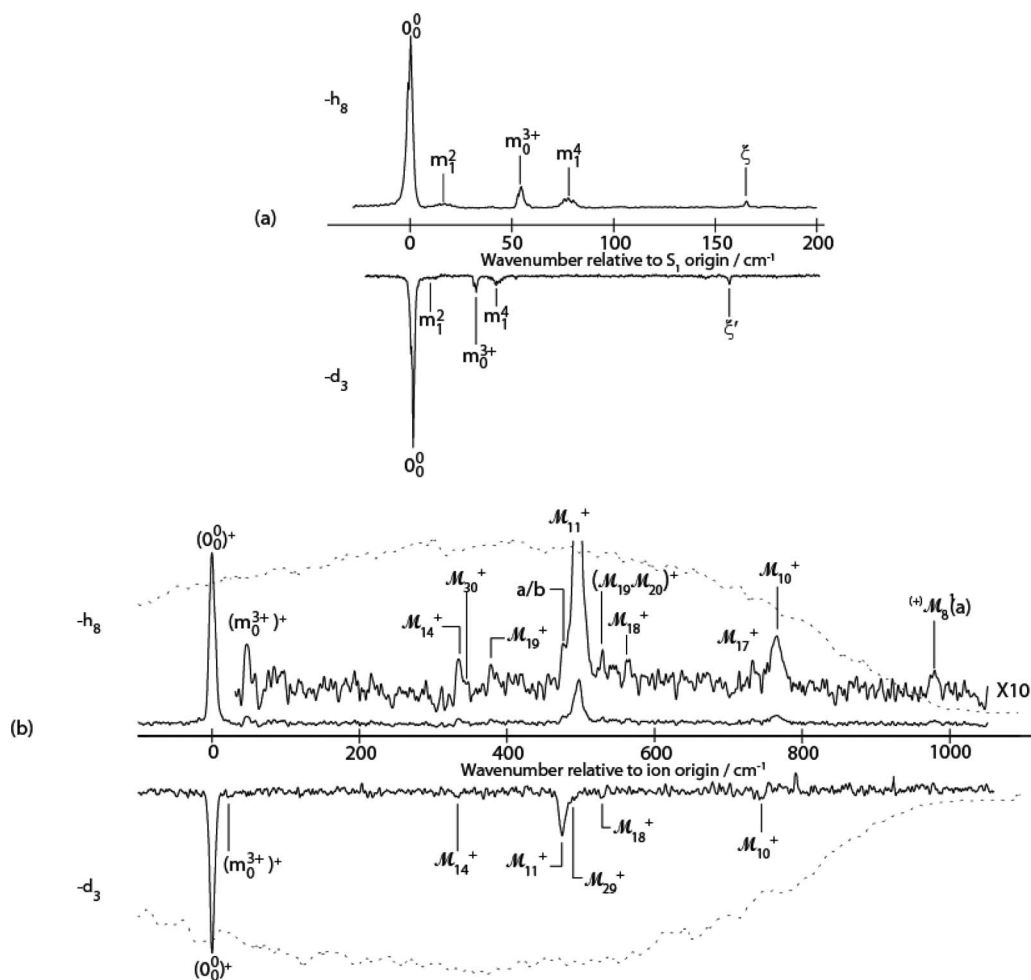 0⁰₀
-h₈
m²₁
m³⁺₀
m⁴₁
ξ
(a)
0 50 100 150 200
Wavenumber relative to S₁ origin / cm⁻¹
m²₁
m³⁺₀
m⁴₁
ξ'
-d₃
0⁰₀
(0⁰₀)⁺
-h₈
(m³⁺₀)⁺
ℳ₁₄⁺
ℳ₃₀⁺
ℳ₁₉⁺
a/b
ℳ₁₁⁺
(ℳ₁₉ℳ₂₀)⁺
ℳ₁₈⁺
ℳ₁₇⁺
ℳ₁₀⁺
⁽⁺⁾ℳ₈(a)
X10
(b)
0 200 400 600 800 1000
Wavenumber relative to ion origin / cm⁻¹
(m³⁺₀)⁺
ℳ₁₄⁺
ℳ₁₁⁺
ℳ₂₉⁺
ℳ₁₈⁺
ℳ₁₀⁺
-d₃
(0⁰₀)⁺